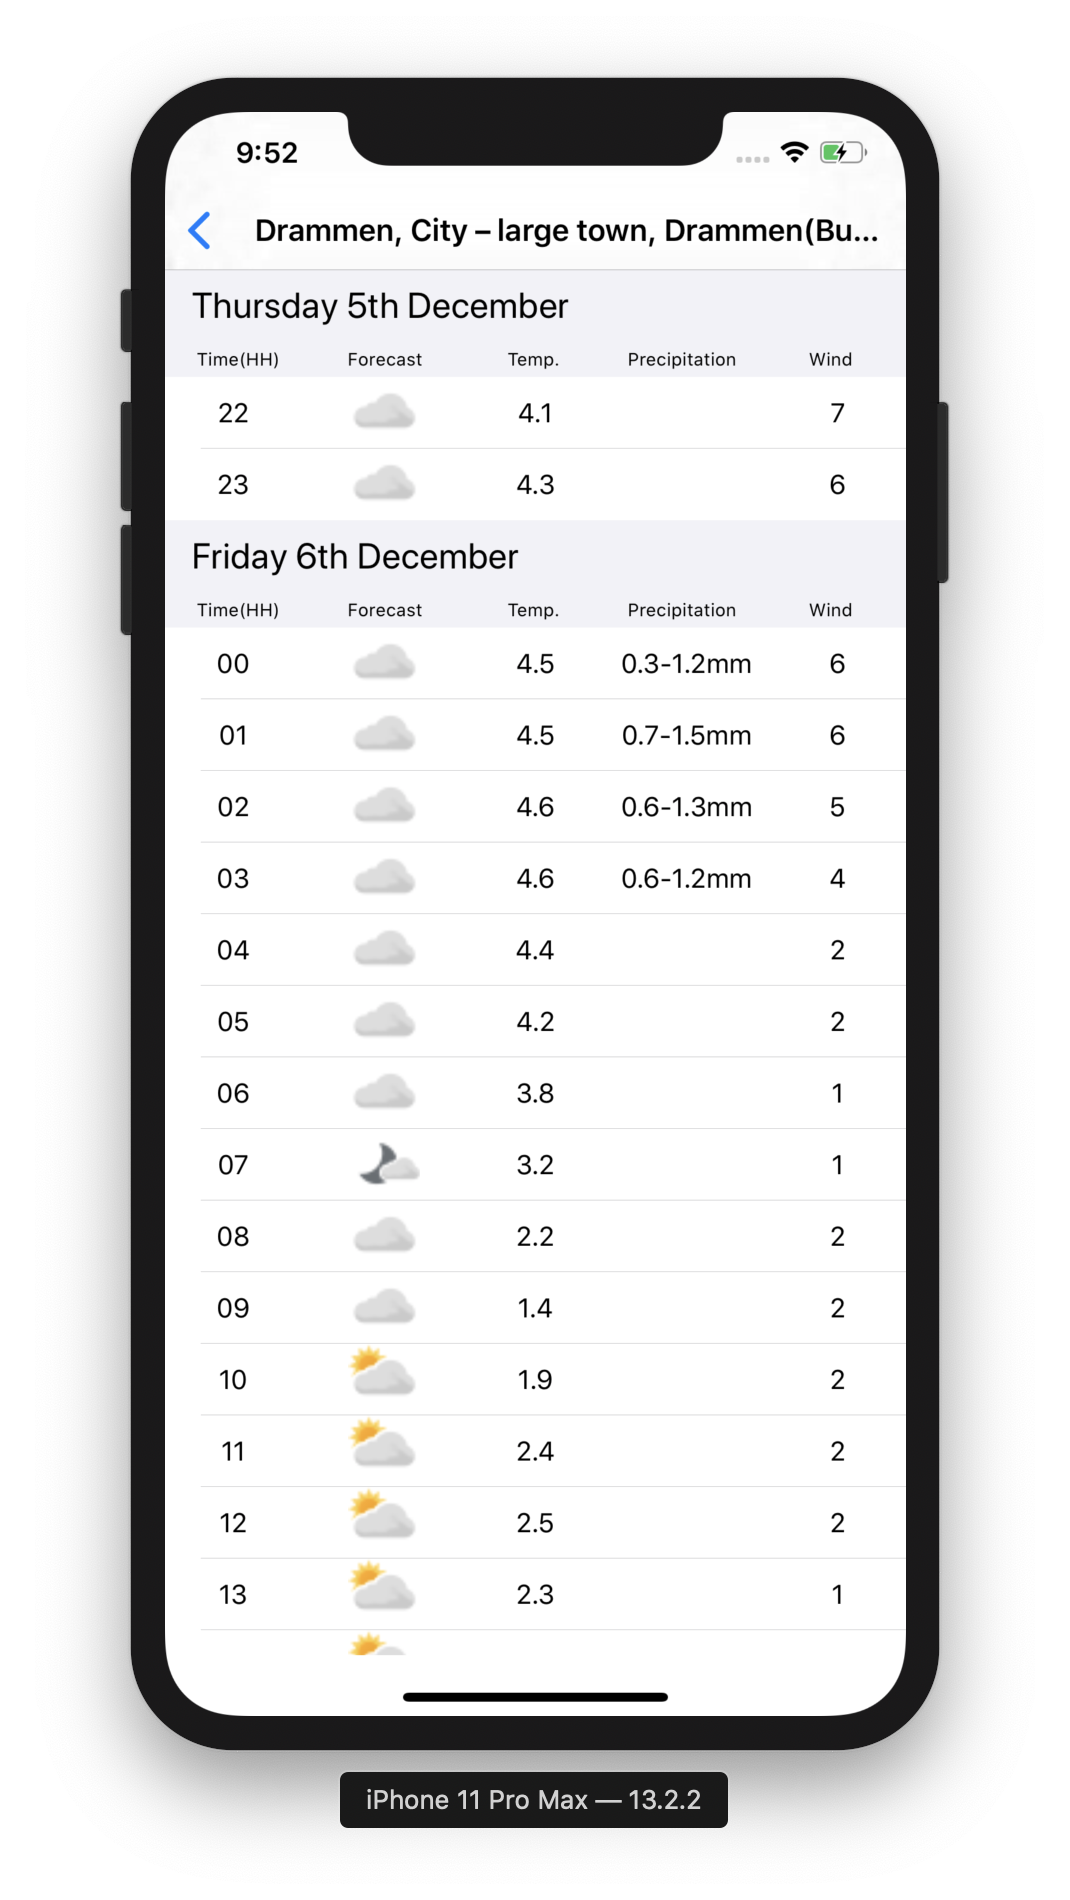 9:52
Drammen, City – large town, Drammen(Bu...
Thursday 5th December
Time(HH) Forecast Temp. Precipitation Wind
22 4.1 7
23 4.3 6
Friday 6th December
Time(HH) Forecast Temp. Precipitation Wind
00 4.5 0.3-1.2mm 6
01 4.5 0.7-1.5mm 6
02 4.6 0.6-1.3mm 5
03 4.6 0.6-1.2mm 4
04 4.4 2
05 4.2 2
06 3.8 1
07 3.2 1
08 2.2 2
09 1.4 2
10 1.9 2
11 2.4 2
12 2.5 2
13 2.3 1
iPhone 11 Pro Max — 13.2.2